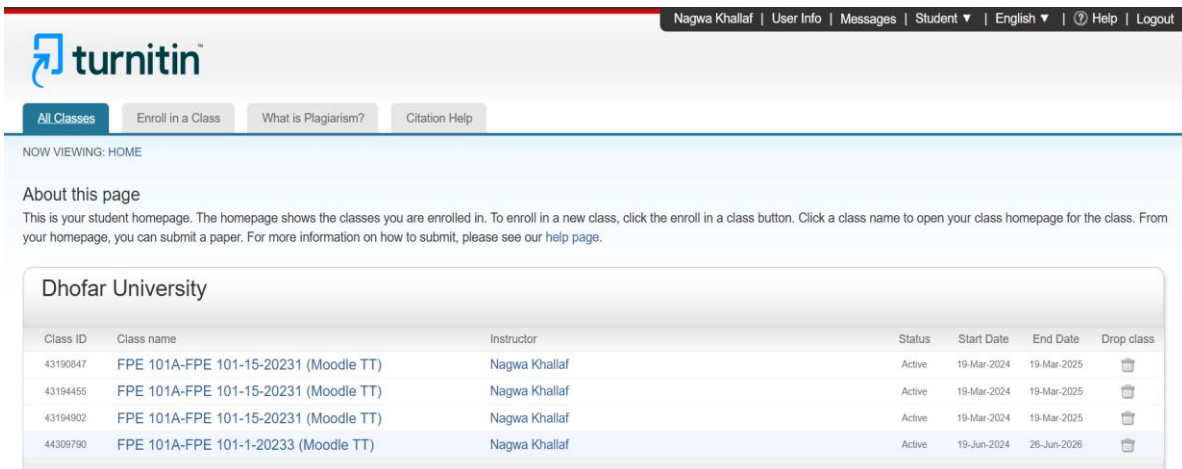 Nagwa Khallaf | User Info | Messages | Student ▼ | English ▼ | ? Help | Logout
turnitin
All Classes Enroll in a Class What is Plagiarism? Citation Help
NOW VIEWING: HOME
About this page
This is your student homepage. The homepage shows the classes you are enrolled in. To enroll in a new class, click the enroll in a class button. Click a class name to open your class homepage for the class. From
your homepage, you can submit a paper. For more information on how to submit, please see our help page.
Dhofar University
Class ID Class name Instructor Status Start Date End Date Drop class
43190847 FPE 101A-FPE 101-15-20231 (Moodle TT) Nagwa Khallaf Active 19-Mar-2024 19-Mar-2025
43194455 FPE 101A-FPE 101-15-20231 (Moodle TT) Nagwa Khallaf Active 19-Mar-2024 19-Mar-2025
43194902 FPE 101A-FPE 101-15-20231 (Moodle TT) Nagwa Khallaf Active 19-Mar-2024 19-Mar-2025
44309790 FPE 101A-FPE 101-1-20233 (Moodle TT) Nagwa Khallaf Active 19-Jun-2024 26-Jun-2026